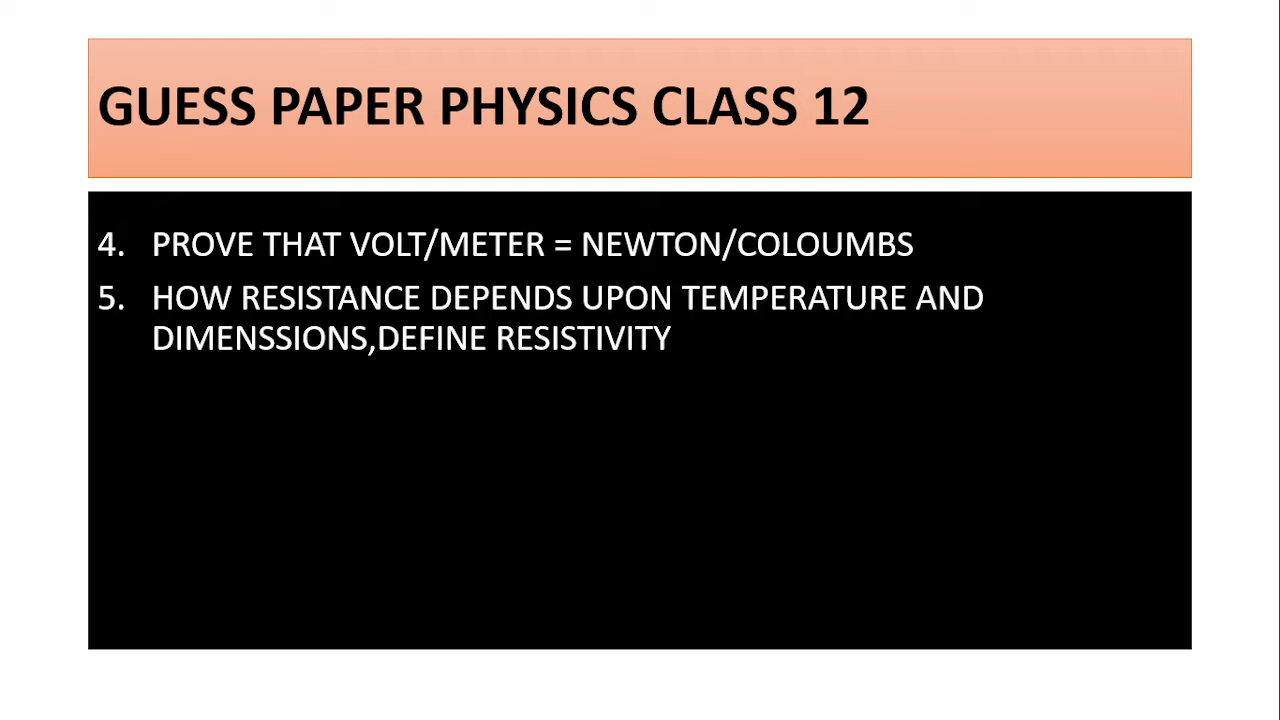 GUESS PAPER PHYSICS CLASS 12
4. PROVE THAT VOLT/METER = NEWTON/COLOUMBS
5. HOW RESISTANCE DEPENDS UPON TEMPERATURE AND
DIMENSSIONS,DEFINE RESISTIVITY